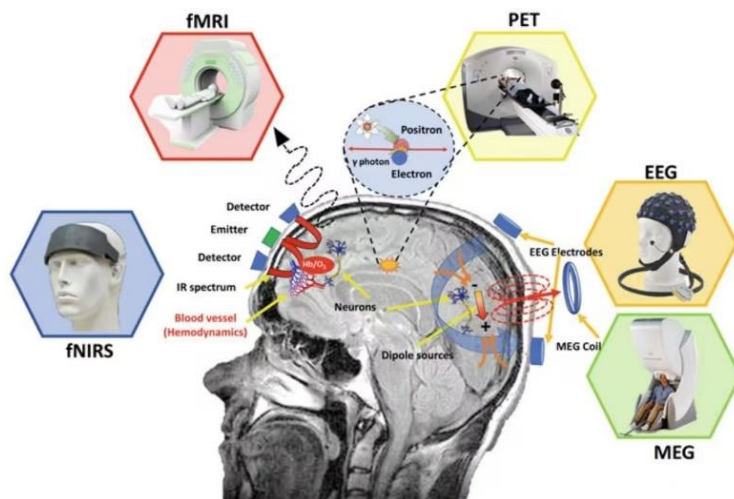 fMRI
PET
Positron
γ photon
Electron
EEG
Detector
Emitter
Detector
Hb/O₂
EEG Electrodes
IR spectrum
Blood vessel
(Hemodynamics)
Neurons
-
+
Dipole sources
MEG Coil
fNIRS
MEG